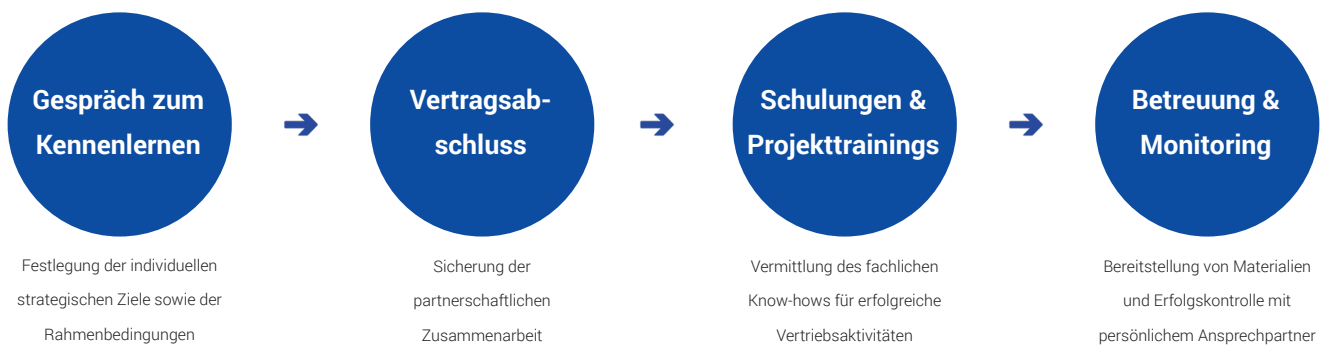 Gespräch zum
Kennenlernen
Festlegung der individuellen
strategischen Ziele sowie der
Rahmenbedingungen
Vertragsab-
schluss
Sicherung der
partnerschaftlichen
Zusammenarbeit
Schulungen &
Projekttrainings
Vermittlung des fachlichen
Know-hows für erfolgreiche
Vertriebsaktivitäten
Betreuung &
Monitoring
Bereitstellung von Materialien
und Erfolgskontrolle mit
persönlichem Ansprechpartner